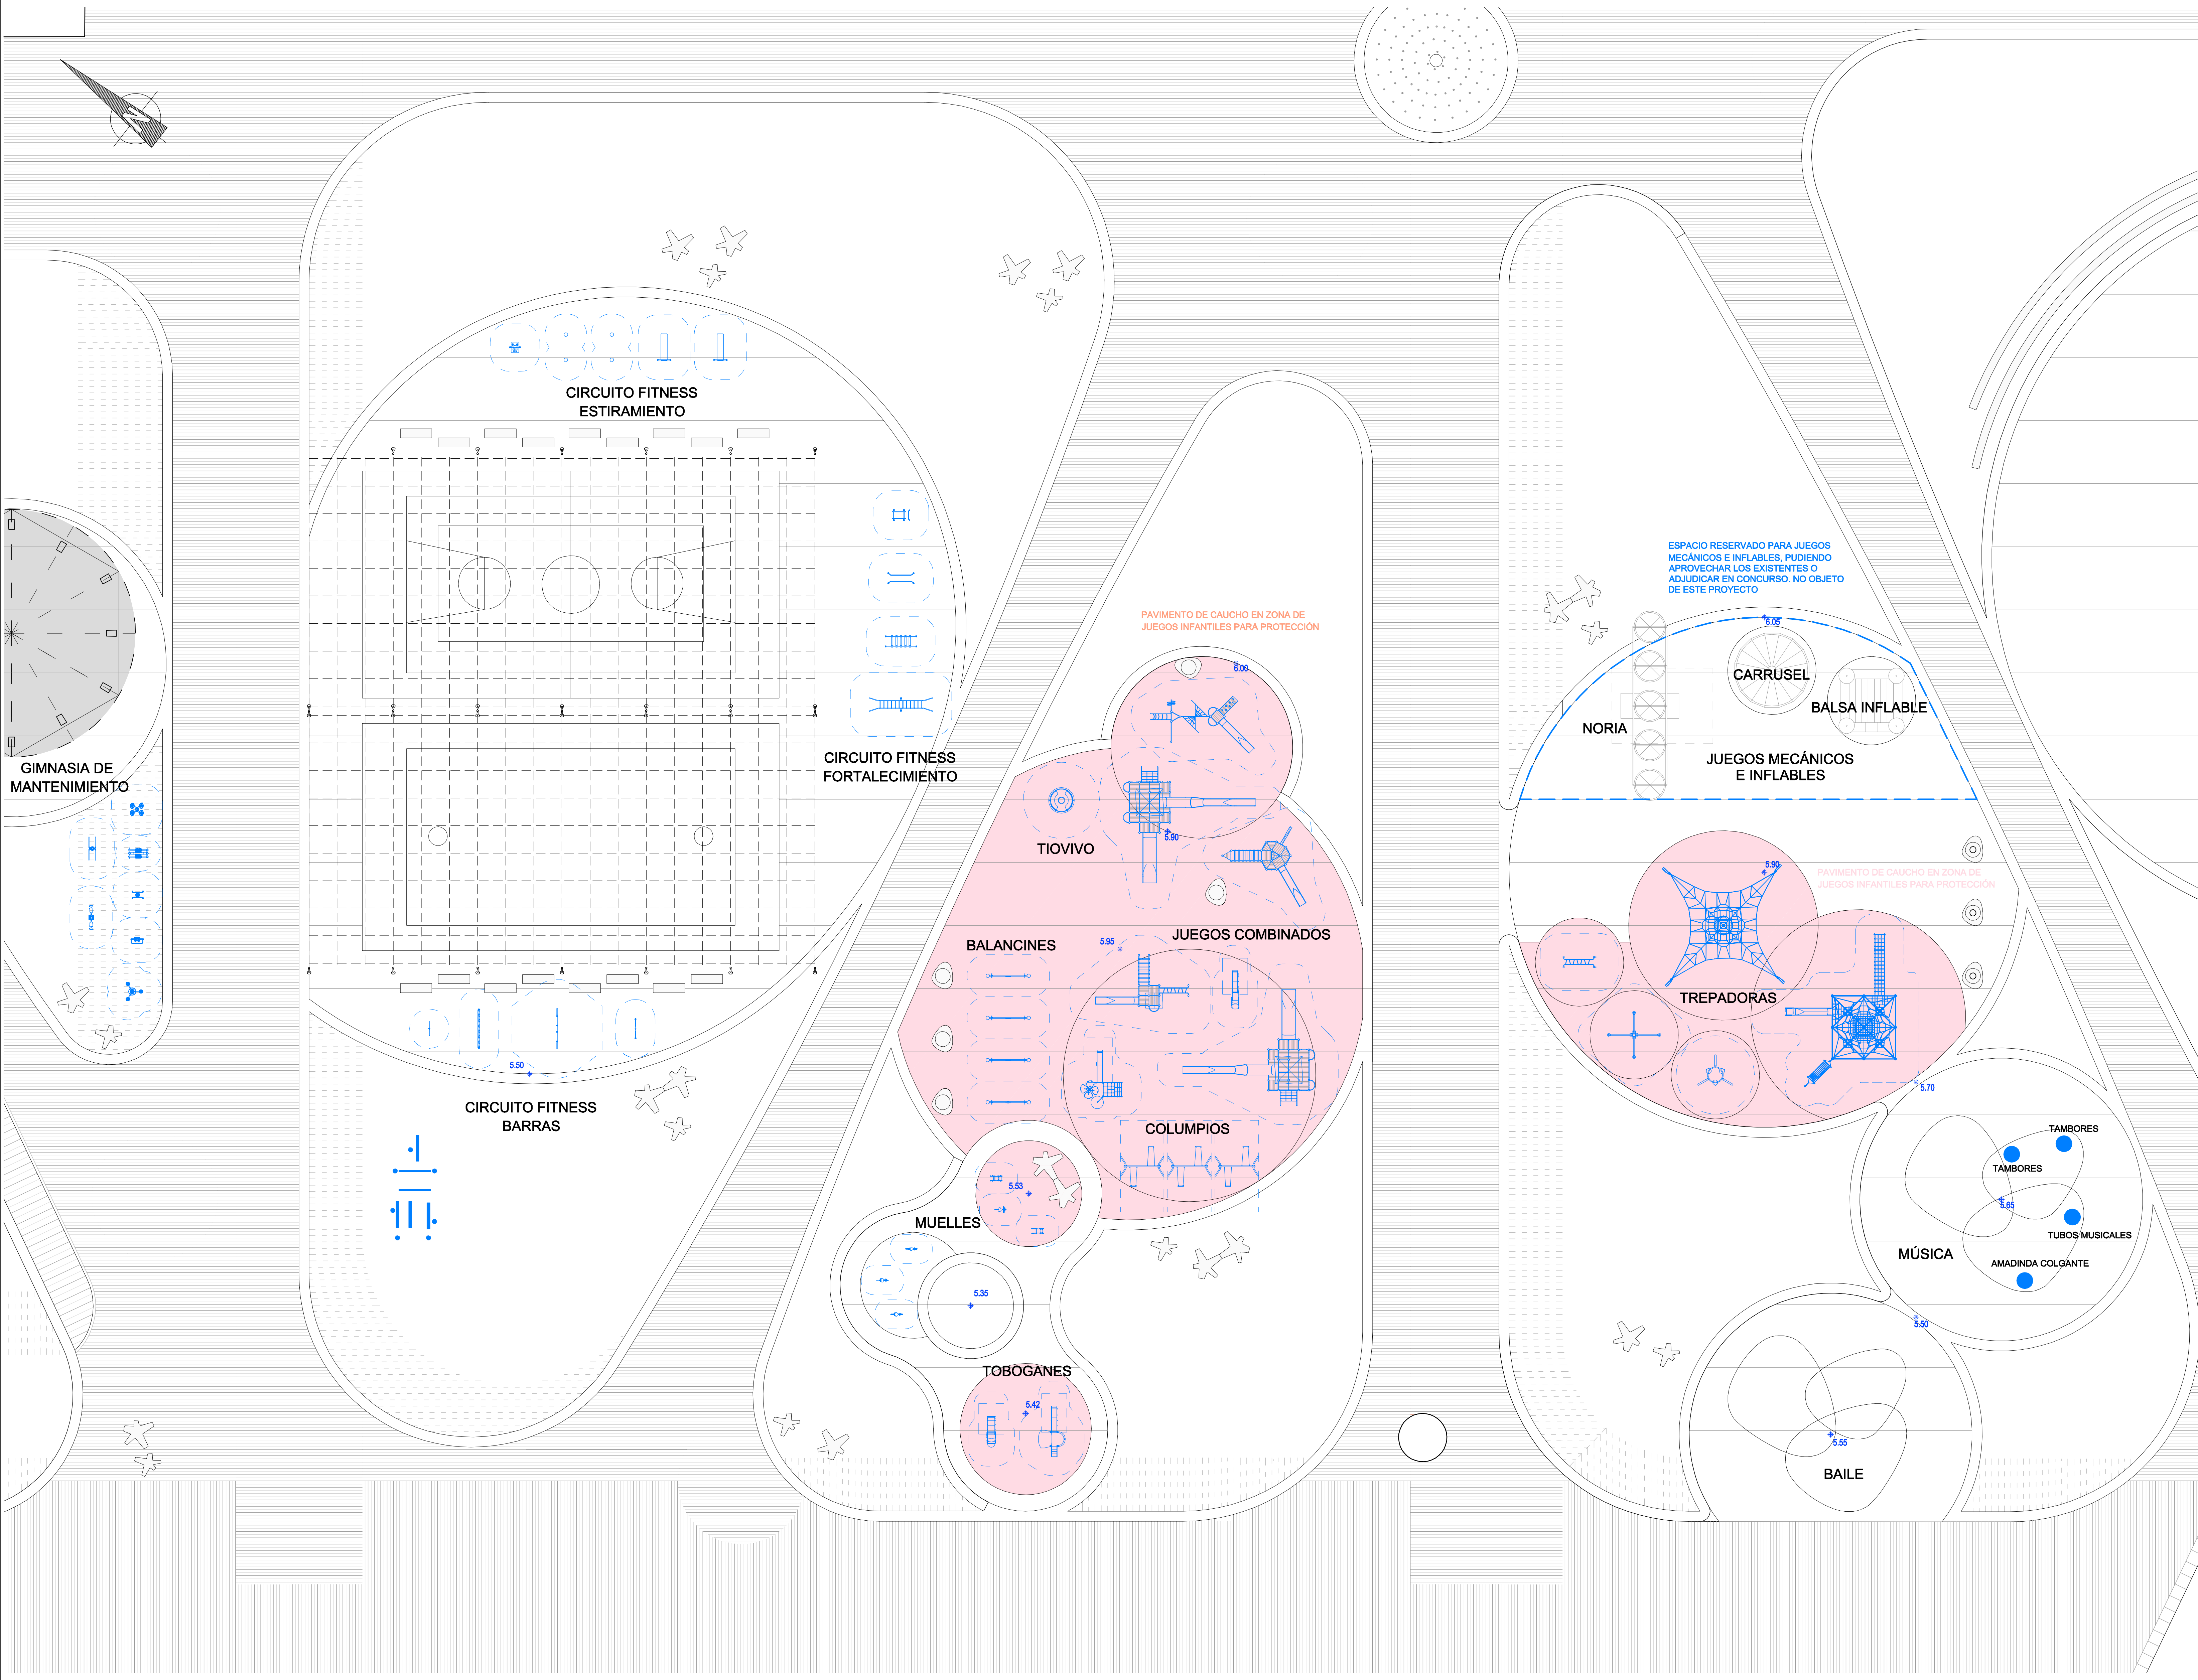 N
CIRCUITO FITNESS
ESTIRAMIENTO
GIMNASIA DE
MANTENIMIENTO
CIRCUITO FITNESS
FORTALECIMIENTO
5.50
CIRCUITO FITNESS
BARRAS
PAVIMENTO DE CAUCHO EN ZONA DE
JUEGOS INFANTILES PARA PROTECCIÓN
6.00
5.90
TIOVIVO
JUEGOS COMBINADOS
BALANCINES
5.95
COLUMPIOS
5.53
MUELLES
5.35
TOBOGANES
5.42
ESPACIO RESERVADO PARA JUEGOS
MECÁNICOS E INFLABLES, PUDIENDO
APROVECHAR LOS EXISTENTES O
ADJUDICAR EN CONCURSO. NO OBJETO
DE ESTE PROYECTO
6.05
CARRUSEL
BALSA INFLABLE
NORIA
JUEGOS MECÁNICOS
E INFLABLES
5.90
PAVIMENTO DE CAUCHO EN ZONA DE
JUEGOS INFANTILES PARA PROTECCIÓN
TREPADORAS
5.70
TAMBORES
TAMBORES
5.65
TUBOS MUSICALES
MÚSICA
AMADINDA COLGANTE
5.50
5.55
BAILE